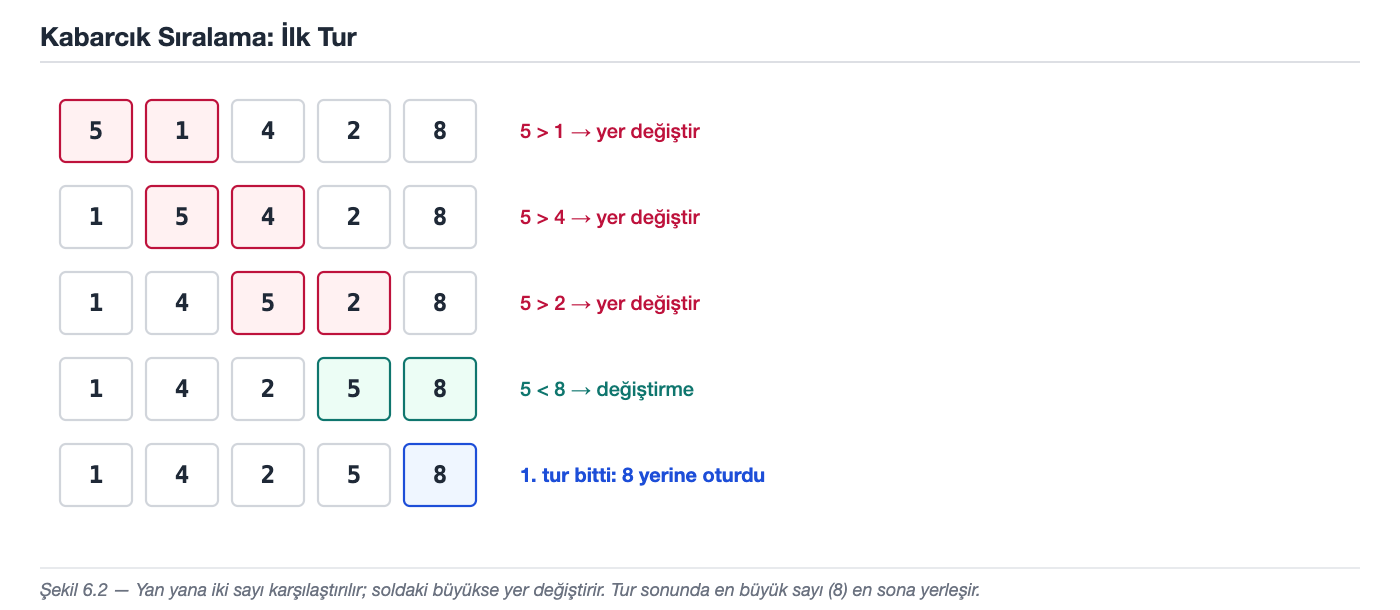 Kabarcık Sıralama: İlk Tur
5 1 4 2 8 5 > 1 → yer değiştir
1 5 4 2 8 5 > 4 → yer değiştir
1 4 5 2 8 5 > 2 → yer değiştir
1 4 2 5 8 5 < 8 → değiştirme
1 4 2 5 8 1. tur bitti: 8 yerine oturdu
Şekil 6.2 — Yan yana iki sayı karşılaştırılır; soldaki büyükse yer değiştirir. Tur sonunda en büyük sayı (8) en sona yerleşir.